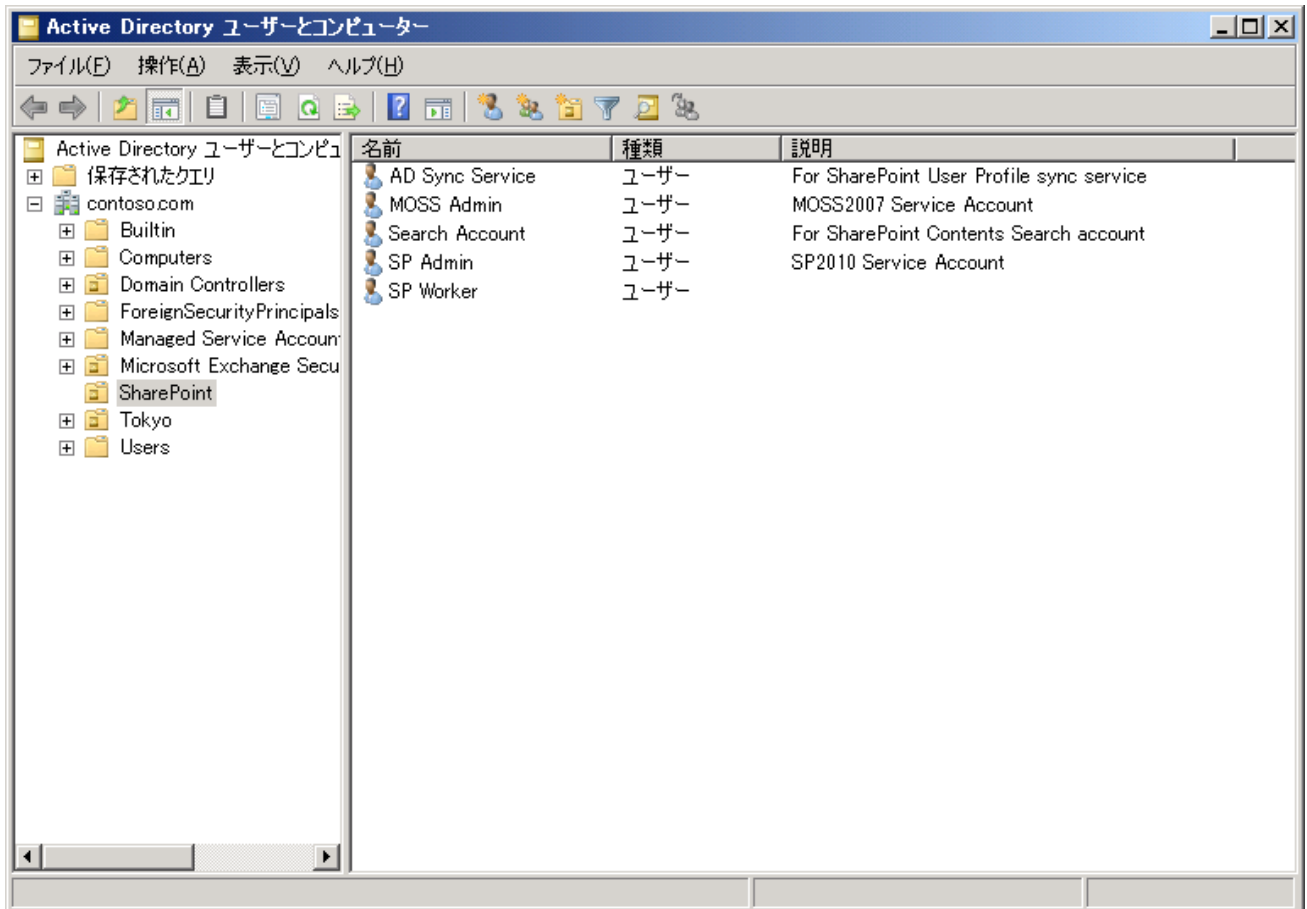 Active Directory ユーザーとコンピューター
ファイル(F) 操作(A) 表示(V) ヘルプ(H)
Active Directory ユーザーとコンピュ
保存されたクエリ
contoso.com
Builtin
Computers
Domain Controllers
ForeignSecurityPrincipals
Managed Service Accoun
Microsoft Exchange Secu
SharePoint
Tokyo
Users
名前 種類 説明
AD Sync Service ユーザー For SharePoint User Profile sync service
MOSS Admin ユーザー MOSS2007 Service Account
Search Account ユーザー For SharePoint Contents Search account
SP Admin ユーザー SP2010 Service Account
SP Worker ユーザー